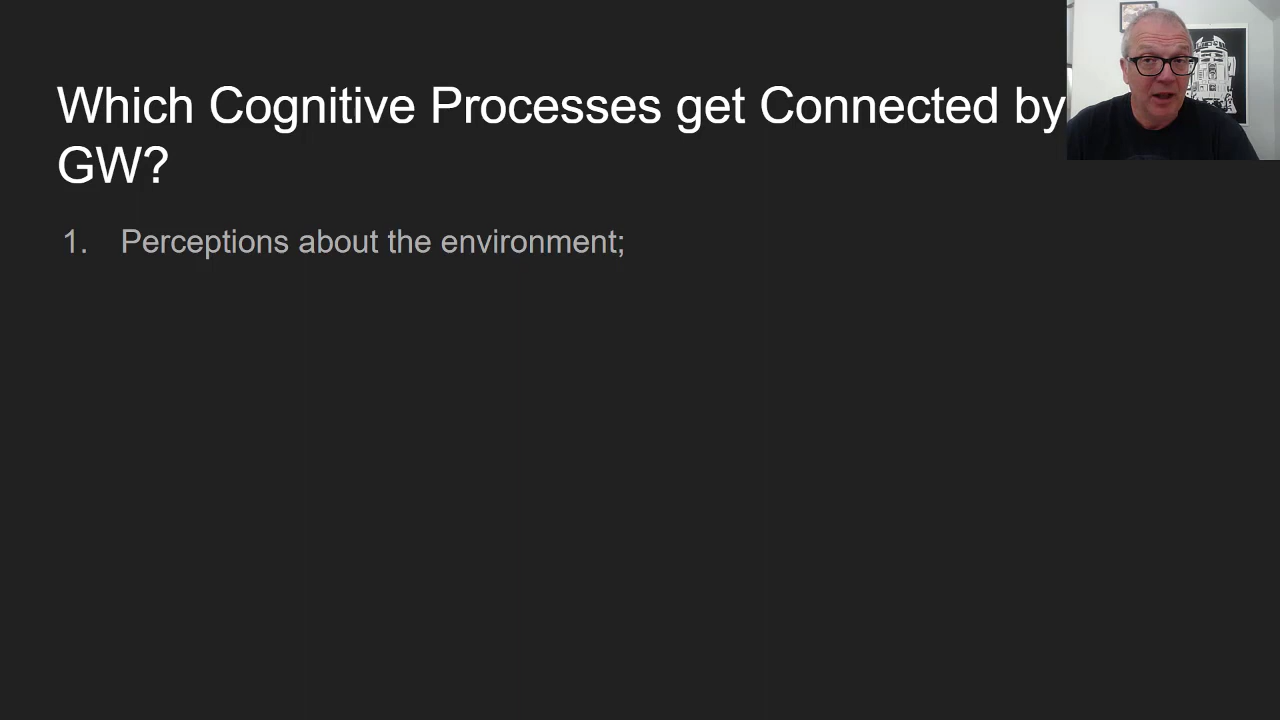 Which Cognitive Processes get Connected by
GW?
1. Perceptions about the environment;